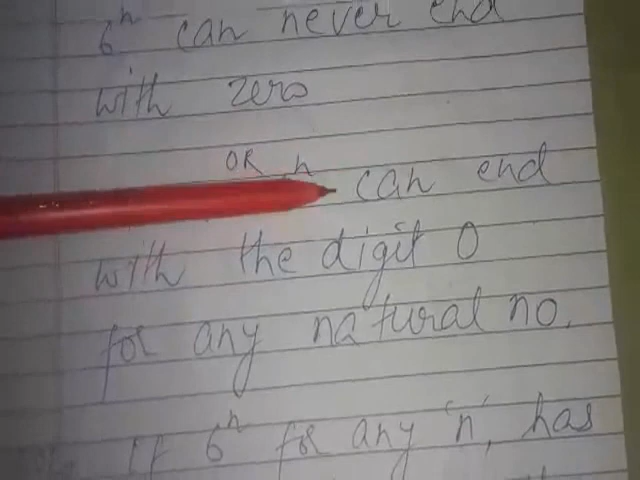 6ⁿ can never end
with zero
OR n can end
with the digit 0
for any natural no.
If 6ⁿ for any 'n', has